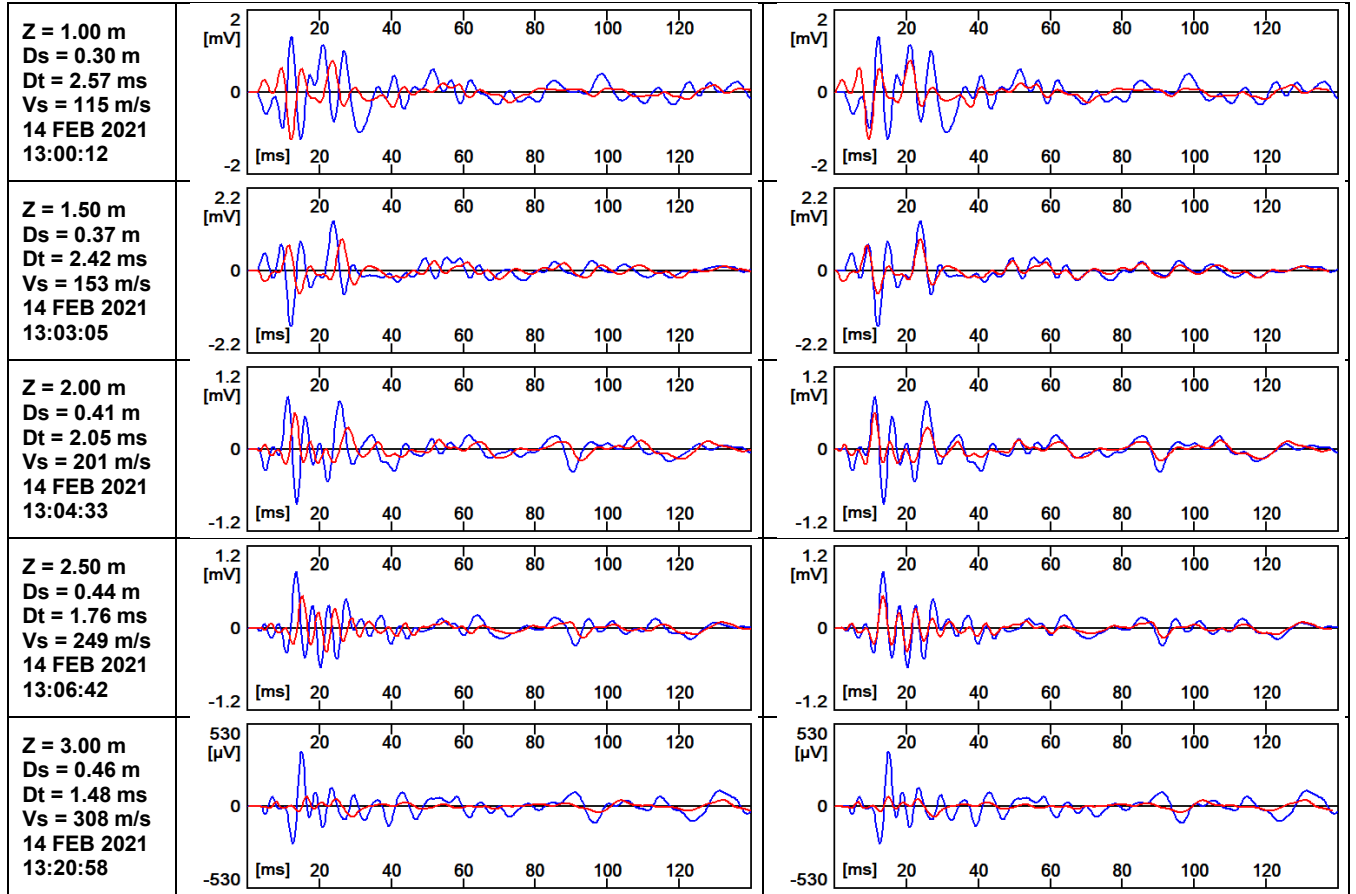 Z = 1.00 m
Ds = 0.30 m
Dt = 2.57 ms
Vs = 115 m/s
14 FEB 2021
13:00:12
2 20 40 60 80 100 120
[mV]
0
-2 [ms] 20 40 60 80 100 120
2 20 40 60 80 100 120
[mV]
0
-2 [ms] 20 40 60 80 100 120
Z = 1.50 m
Ds = 0.37 m
Dt = 2.42 ms
Vs = 153 m/s
14 FEB 2021
13:03:05
2.2 20 40 60 80 100 120
[mV]
0
-2.2 [ms] 20 40 60 80 100 120
2.2 20 40 60 80 100 120
[mV]
0
-2.2 [ms] 20 40 60 80 100 120
Z = 2.00 m
Ds = 0.41 m
Dt = 2.05 ms
Vs = 201 m/s
14 FEB 2021
13:04:33
1.2 20 40 60 80 100 120
[mV]
0
-1.2 [ms] 20 40 60 80 100 120
1.2 20 40 60 80 100 120
[mV]
0
-1.2 [ms] 20 40 60 80 100 120
Z = 2.50 m
Ds = 0.44 m
Dt = 1.76 ms
Vs = 249 m/s
14 FEB 2021
13:06:42
1.2 20 40 60 80 100 120
[mV]
0
-1.2 [ms] 20 40 60 80 100 120
1.2 20 40 60 80 100 120
[mV]
0
-1.2 [ms] 20 40 60 80 100 120
Z = 3.00 m
Ds = 0.46 m
Dt = 1.48 ms
Vs = 308 m/s
14 FEB 2021
13:20:58
530 20 40 60 80 100 120
[µV]
0
-530 [ms] 20 40 60 80 100 120
530 20 40 60 80 100 120
[µV]
0
-530 [ms] 20 40 60 80 100 120